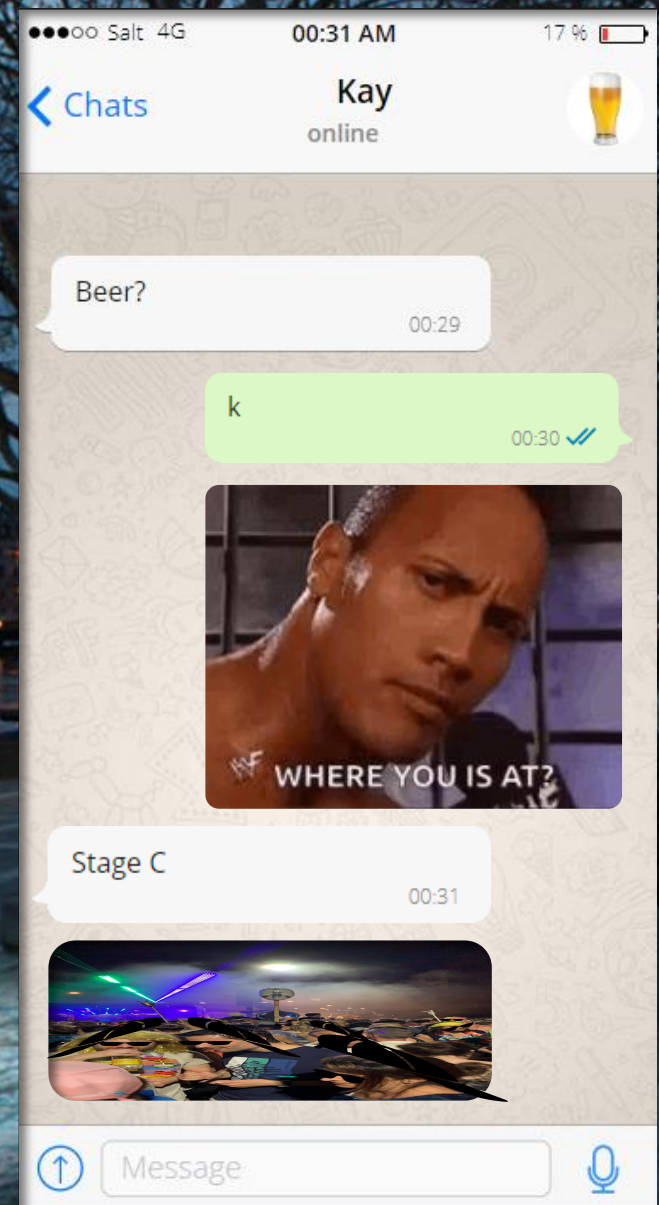 Salt 4G 00:31 AM 17 %
Chats Kay
online
Beer?
00:29
k
00:30
WF WHERE YOU IS AT?
Stage C
00:31
Message